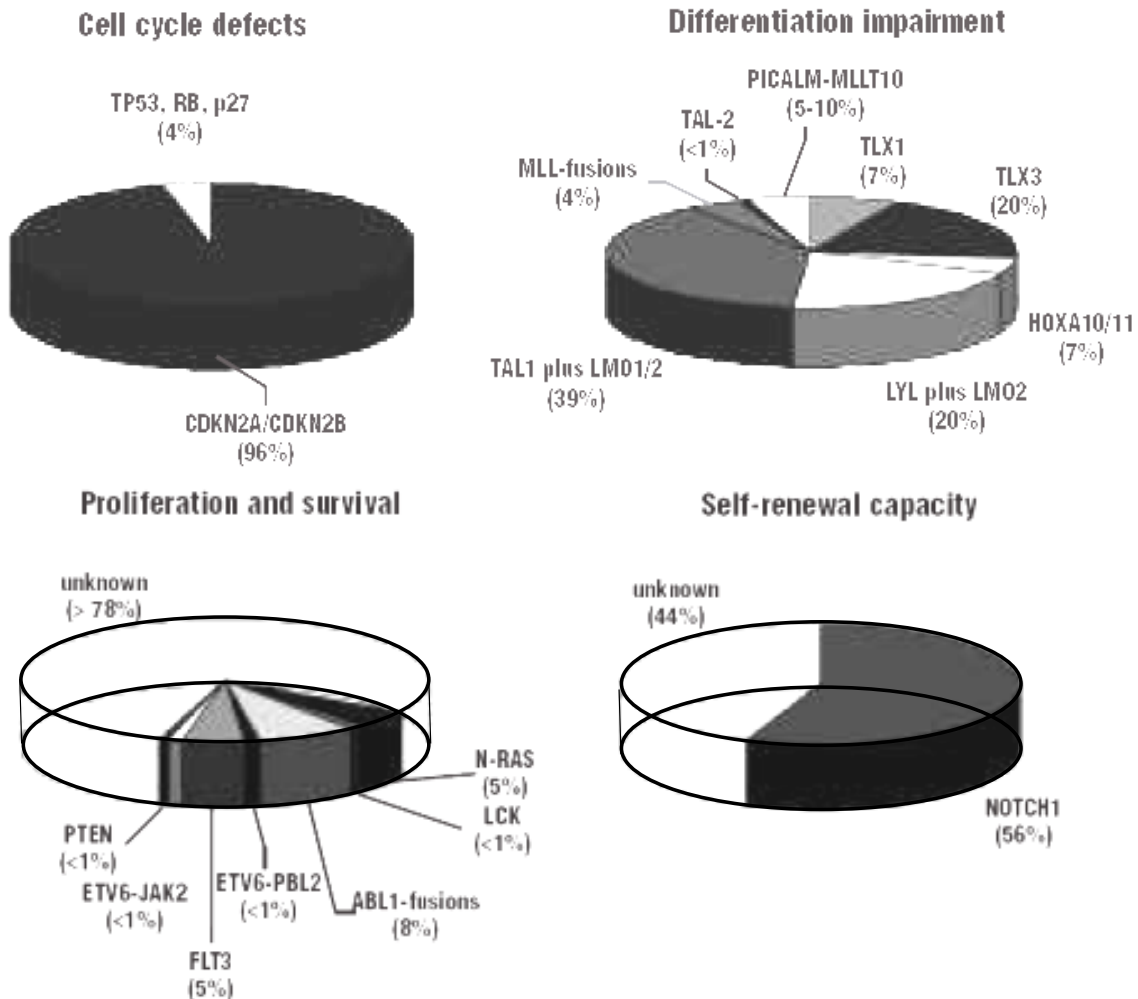 Cell cycle defects
TP53, RB, p27
(4%)
CDKN2A/CDKN2B
(96%)
Differentiation impairment
PICALM-MLLT10
(5-10%)
TAL-2
(<1%)
MLL-fusions
(4%)
TLX1
(7%)
TLX3
(20%)
HOXA10/11
(7%)
LYL plus LMO2
(20%)
TAL1 plus LMO1/2
(39%)
Proliferation and survival
unknown
(> 78%)
N-RAS
(5%)
LCK
(<1%)
PTEN
(<1%)
ETV6-JAK2
(<1%)
ETV6-PBL2
(<1%)
ABL1-fusions
(8%)
FLT3
(5%)
Self-renewal capacity
unknown
(44%)
NOTCH1
(56%)